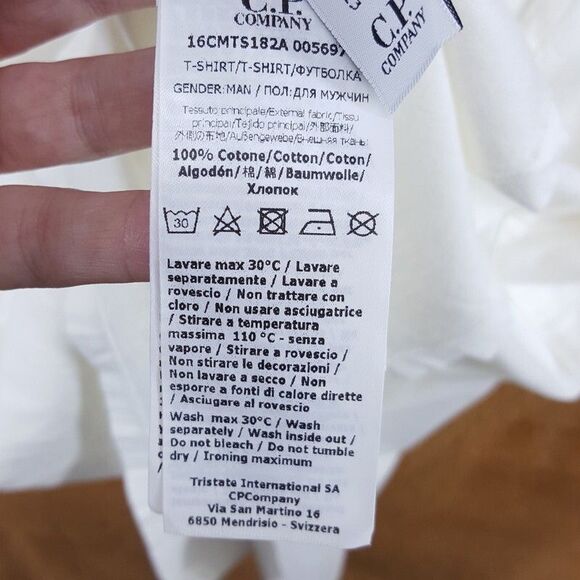 C.P.
COMPANY
C.P.
COMPANY
16CMTS182A 005697
T-SHIRT/T-SHIRT/ФУТБОЛКА
GENDER:MAN / ПОЛ:ДЛЯ МУЖЧИН
Tessuto principale/External fabric/Tissu
principal/Tejido principal/外部面料/
外側の布地/Außengewebe/Внешняя ткань
100% Cotone/Cotton/Coton/
Algodón/棉/綿/Baumwolle/
Хлопок
30
Lavare max 30°C / Lavare
separatamente / Lavare a
rovescio / Non trattare con
cloro / Non usare asciugatrice
/ Stirare a temperatura
massima 110 °C - senza
vapore / Stirare a rovescio /
Non stirare le decorazioni /
Non lavare a secco / Non
esporre a fonti di calore dirette
/ Asciugare al rovescio
Wash max 30°C / Wash
separately / Wash inside out /
Do not bleach / Do not tumble
dry / Ironing maximum
Tristate International SA
CPCompany
Via San Martino 16
6850 Mendrisio - Svizzera